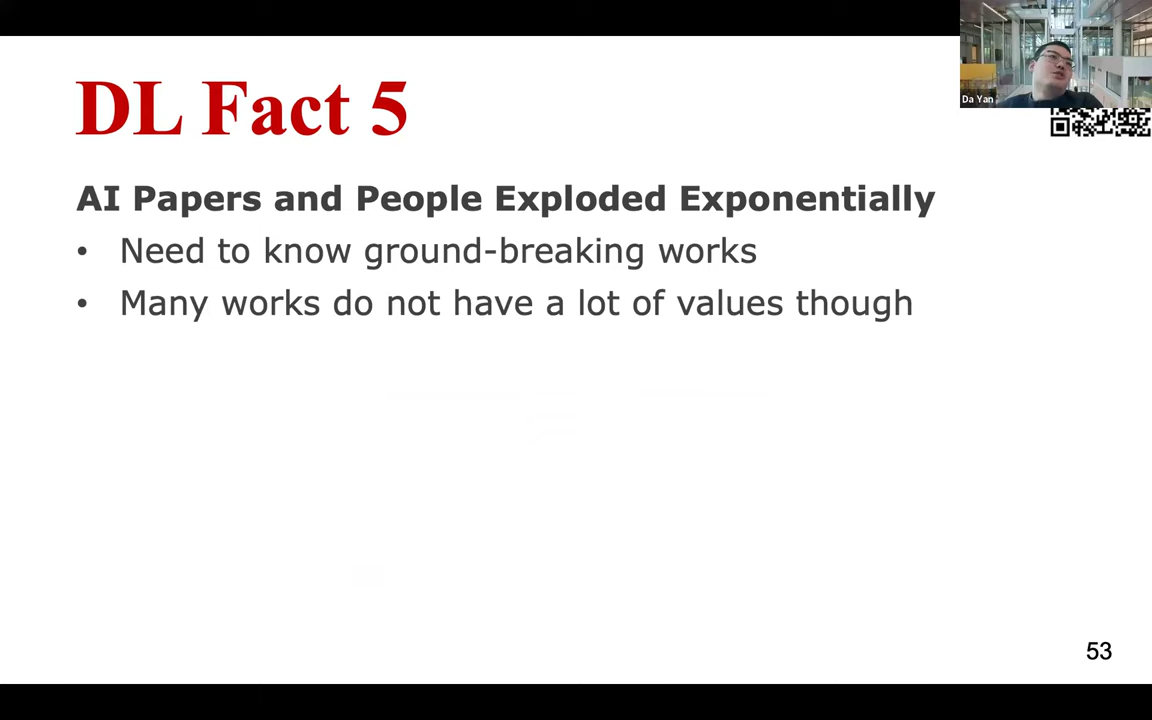 DL Fact 5
Da Yan
AI Papers and People Exploded Exponentially
• Need to know ground-breaking works
• Many works do not have a lot of values though
53